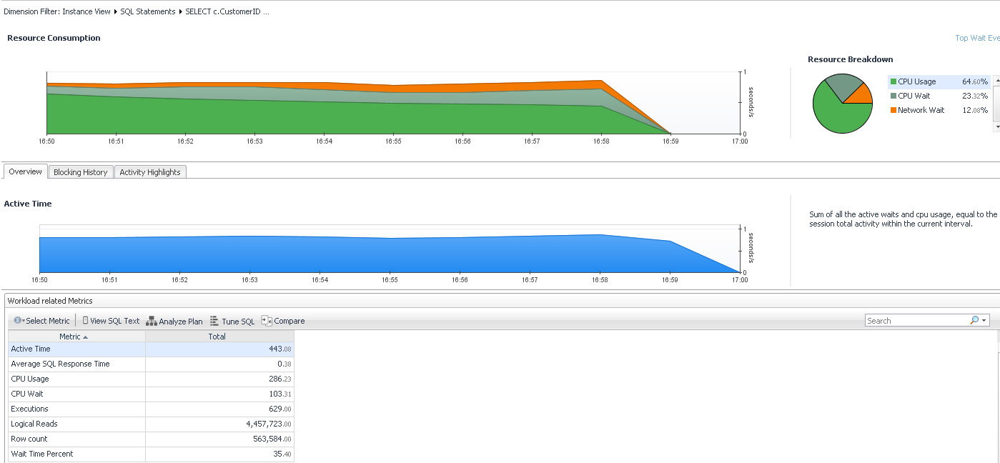 Dimension Filter: Instance View SQL Statements SELECT c.CustomerID ...
Resource Consumption
Top Wait Eve
Resource Breakdown
1
seconds/s
0
16:50 16:51 16:52 16:53 16:54 16:55 16:56 16:57 16:58 16:59 17:00
CPU Usage 64.60%
CPU Wait 23.32%
Network Wait 12.08%
Overview Blocking History Activity Highlights
Active Time
1
seconds/s
0
16:50 16:51 16:52 16:53 16:54 16:55 16:56 16:57 16:58 16:59 17:00
Sum of all the active waits and cpu usage, equal to the
session total activity within the current interval.
Workload related Metrics
Select Metric View SQL Text Analyze Plan Tune SQL Compare Search
Metric Total
Active Time 443.08
Average SQL Response Time 0.38
CPU Usage 286.23
CPU Wait 103.31
Executions 629.00
Logical Reads 4,457,723.00
Row count 563,584.00
Wait Time Percent 35.40